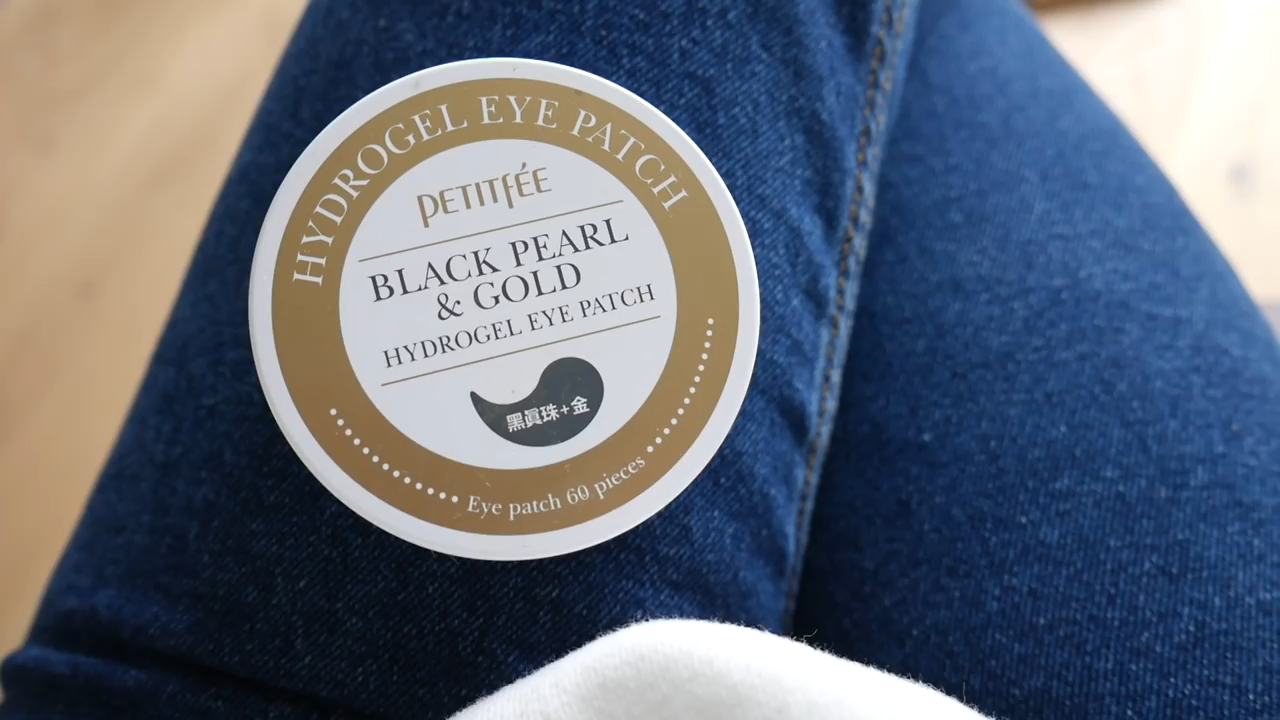 HYDROGEL EYE PATCH
PETITFÉE
BLACK PEARL
& GOLD
HYDROGEL EYE PATCH
黑眞珠+金
Eye patch 60 pieces